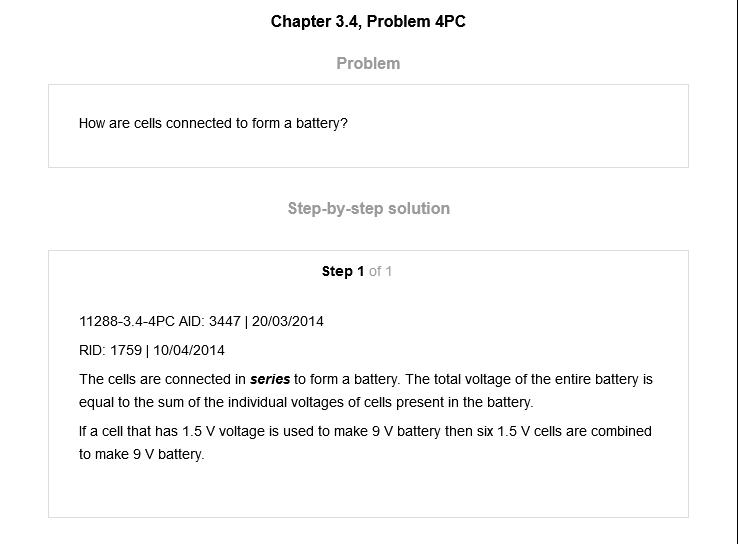 Chapter 3.4, Problem 4PC
Problem
How are cells connected to form a battery?
Step-by-step solution
Step 1 of 1
11288-3.4-4PC AID: 3447 | 20/03/2014
RID: 1759 | 10/04/2014
The cells are connected in series to form a battery. The total voltage of the entire battery is
equal to the sum of the individual voltages of cells present in the battery.
If a cell that has 1.5 V voltage is used to make 9 V battery then six 1.5 V cells are combined
to make 9 V battery.